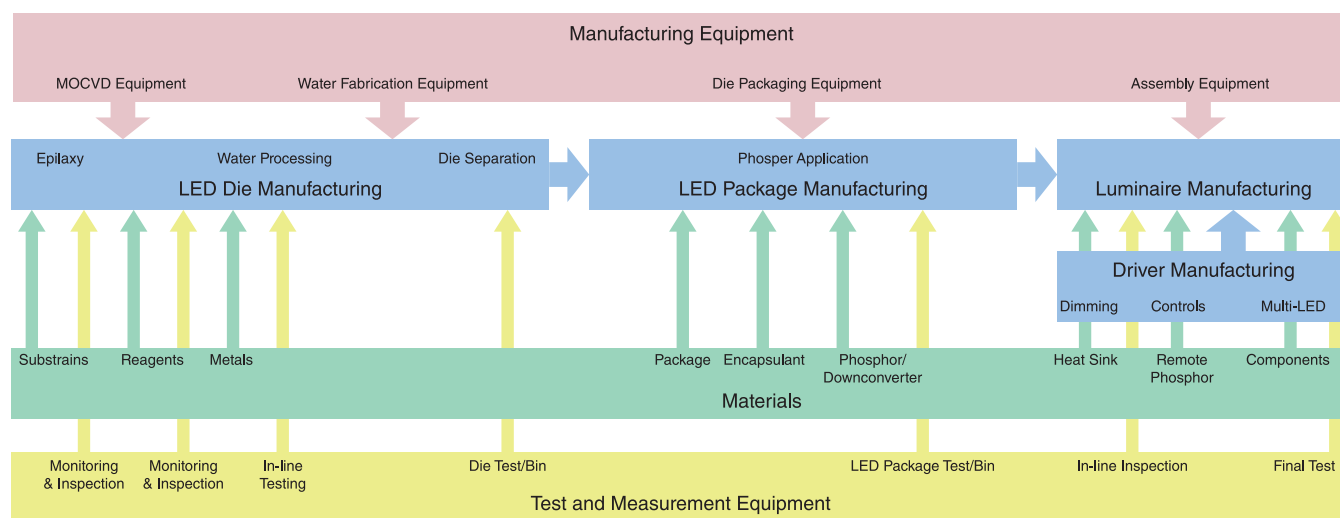 Manufacturing Equipment
MOCVD Equipment
Water Fabrication Equipment
Die Packaging Equipment
Assembly Equipment
Epilaxy
Water Processing
Die Separation
LED Die Manufacturing
Phosper Application
LED Package Manufacturing
Luminaire Manufacturing
Driver Manufacturing
Dimming
Controls
Multi-LED
Substrains
Reagents
Metals
Package
Encapsulant
Phosphor/
Downconverter
Heat Sink
Remote
Phosphor
Components
Materials
Monitoring
& Inspection
Monitoring
& Inspection
In-line
Testing
Die Test/Bin
LED Package Test/Bin
In-line Inspection
Final Test
Test and Measurement Equipment